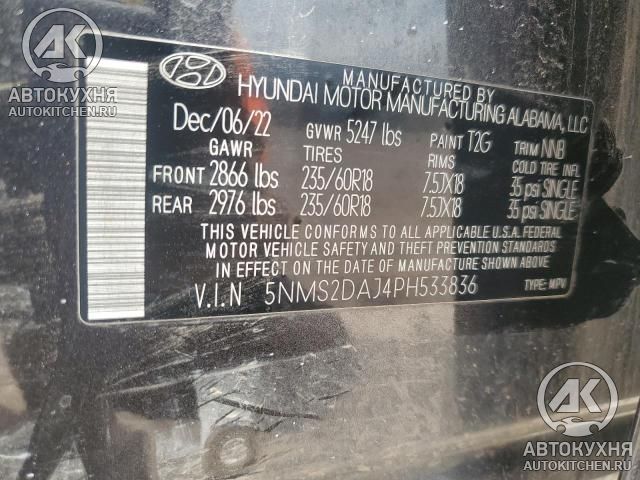 AK
АВТОКУХНЯ
AUTOKITCHEN.RU
MANUFACTURED BY
HYUNDAI MOTOR MANUFACTURING ALABAMA, LLC
Dec/06/22 GVWR 5247 lbs PAINT T2G TRIM NNB
GAWR TIRES RIMS COLD TIRE INFL
FRONT 2866 lbs 235/60R18 7.5JX18 35 psi SINGLE
REAR 2976 lbs 235/60R18 7.5JX18 35 psi SINGLE
THIS VEHICLE CONFORMS TO ALL APPLICABLE U.S.A. FEDERAL
MOTOR VEHICLE SAFETY AND THEFT PREVENTION STANDARDS
IN EFFECT ON THE DATE OF MANUFACTURE SHOWN ABOVE
V.I.N 5NMS2DAJ4PH533836 TYPE: MPV
AK
АВТОКУХНЯ
AUTOKITCHEN.RU